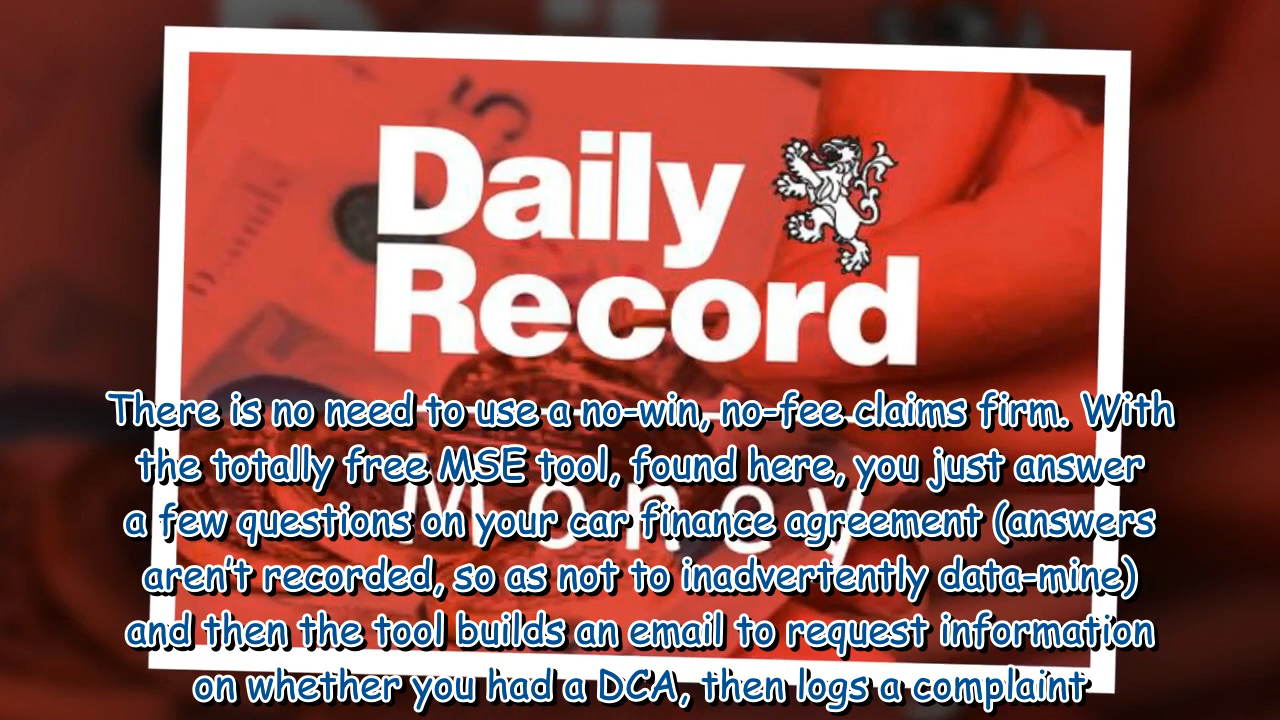 Daily
Record
Money
There is no need to use a no-win, no-fee claims firm. With
the totally free MSE tool, found here, you just answer
a few questions on your car finance agreement (answers
aren't recorded, so as not to inadvertently data-mine)
and then the tool builds an email to request information
on whether you had a DCA, then logs a complaint